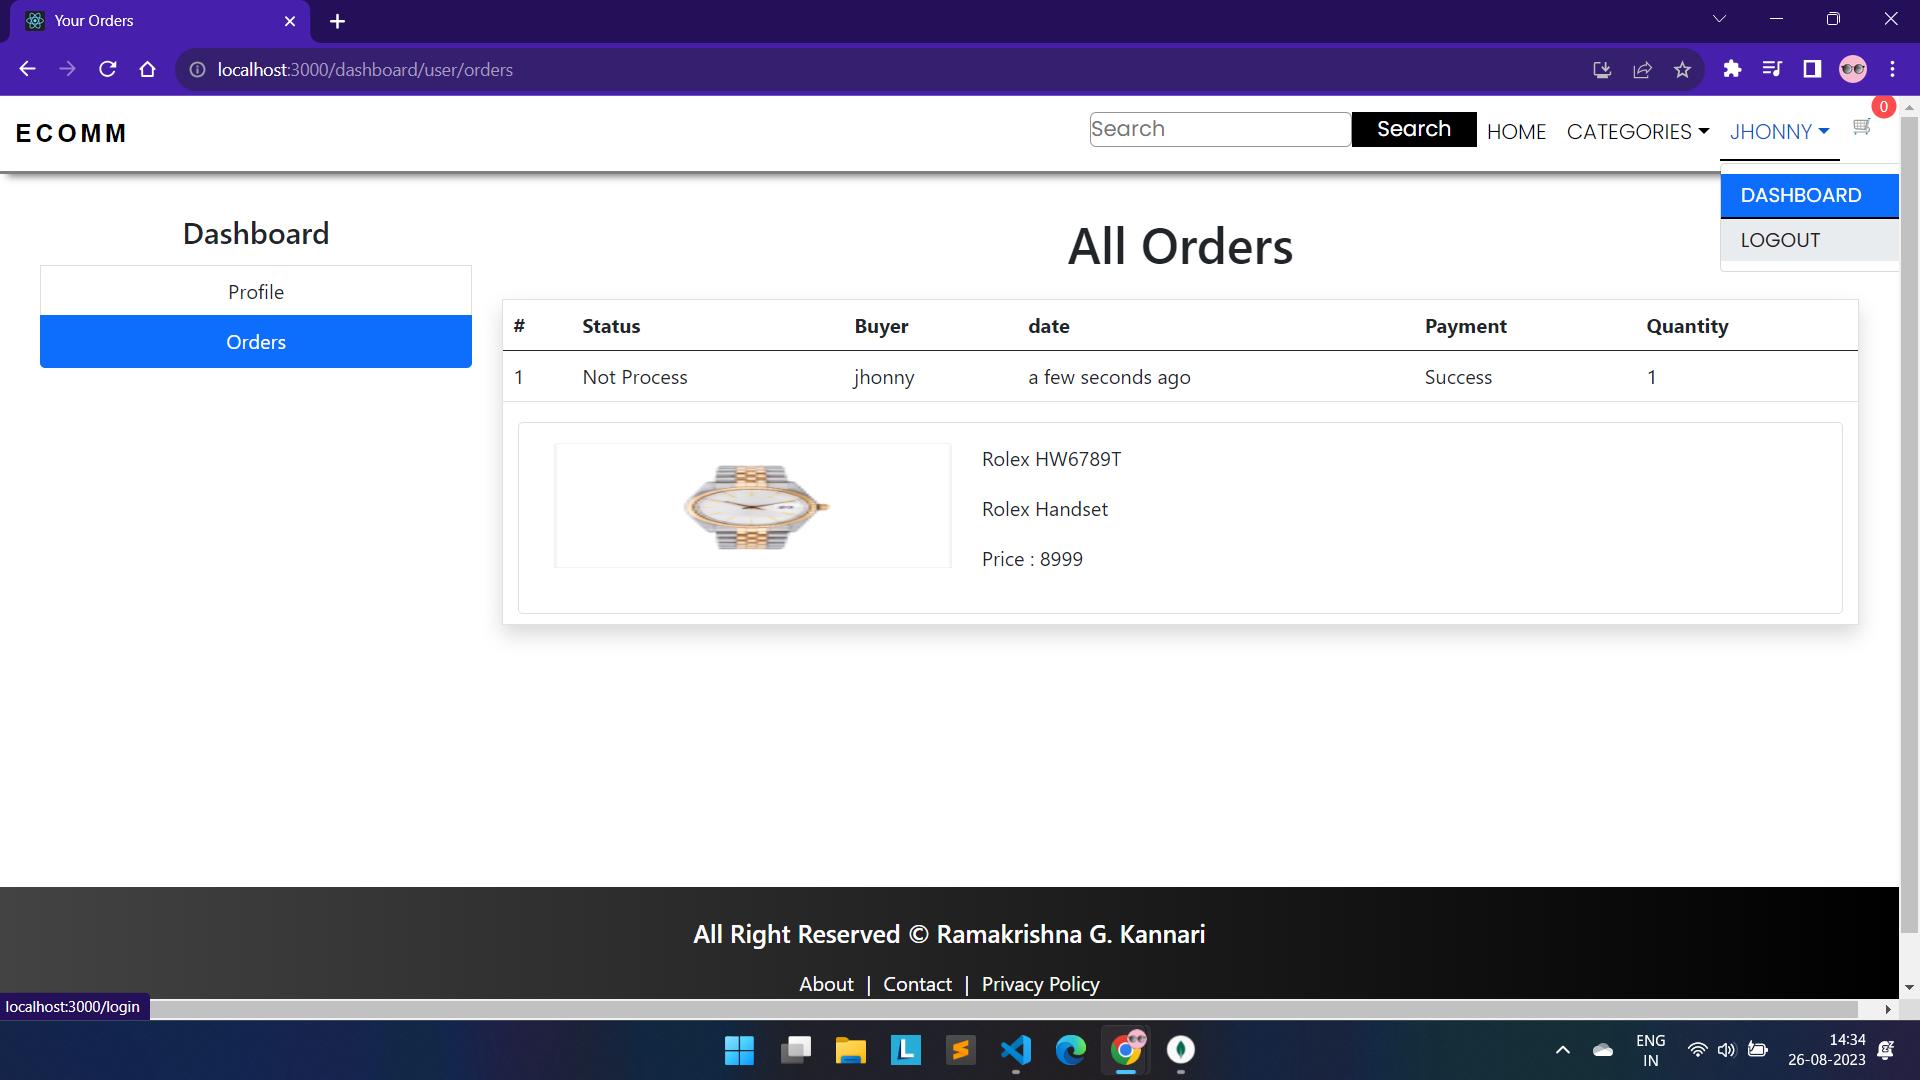 Your Orders
localhost:3000/dashboard/user/orders
ECOMM
Search
Search
HOME
CATEGORIES
JHONNY
0
DASHBOARD
LOGOUT
Dashboard
Profile
Orders
All Orders
# Status Buyer date Payment Quantity
1 Not Process jhonny a few seconds ago Success 1
Rolex HW6789T
Rolex Handset
Price : 8999
All Right Reserved © Ramakrishna G. Kannari
About | Contact | Privacy Policy
localhost:3000/login
L
ENG
IN
14:34
26-08-2023